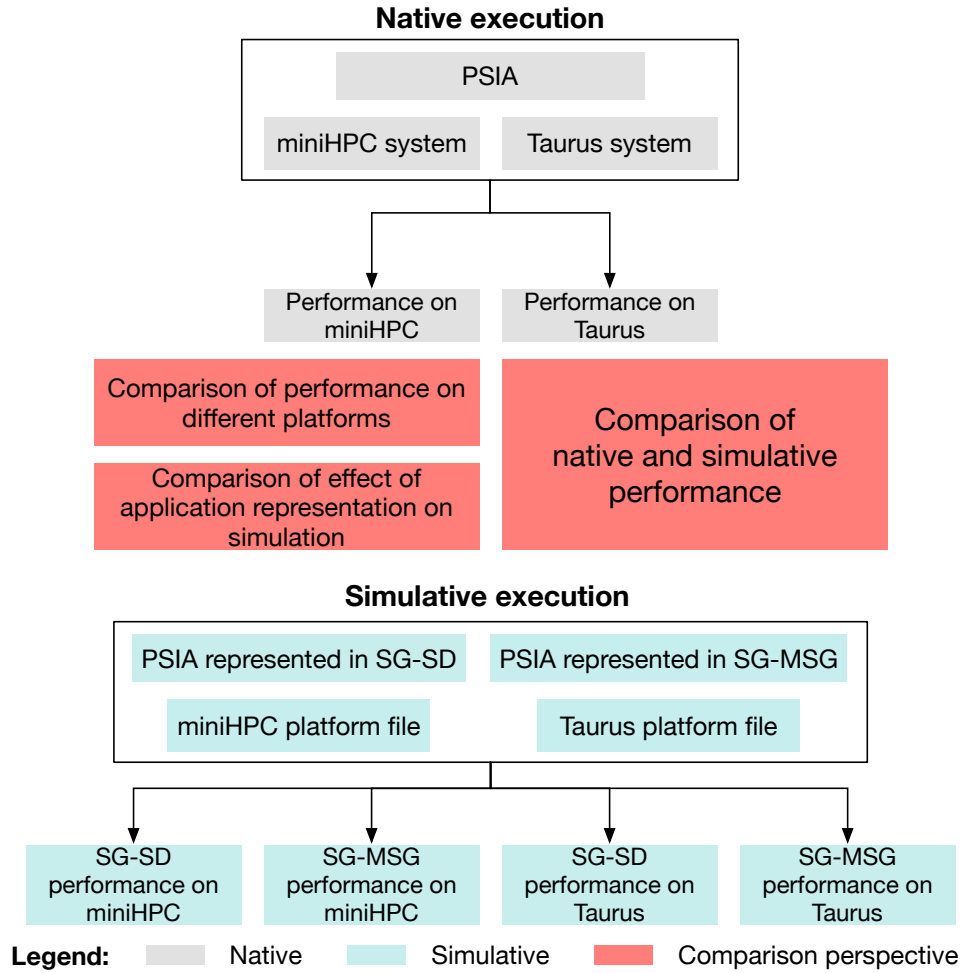 Native execution
PSIA
miniHPC system
Taurus system
Performance on
miniHPC
Performance on
Taurus
Comparison of performance on
different platforms
Comparison of effect of
application representation on
simulation
Comparison of
native and simulative
performance
Simulative execution
PSIA represented in SG-SD
PSIA represented in SG-MSG
miniHPC platform file
Taurus platform file
SG-SD
performance on
miniHPC
SG-MSG
performance on
miniHPC
SG-SD
performance on
Taurus
SG-MSG
performance on
Taurus
Legend: Native Simulative Comparison perspective